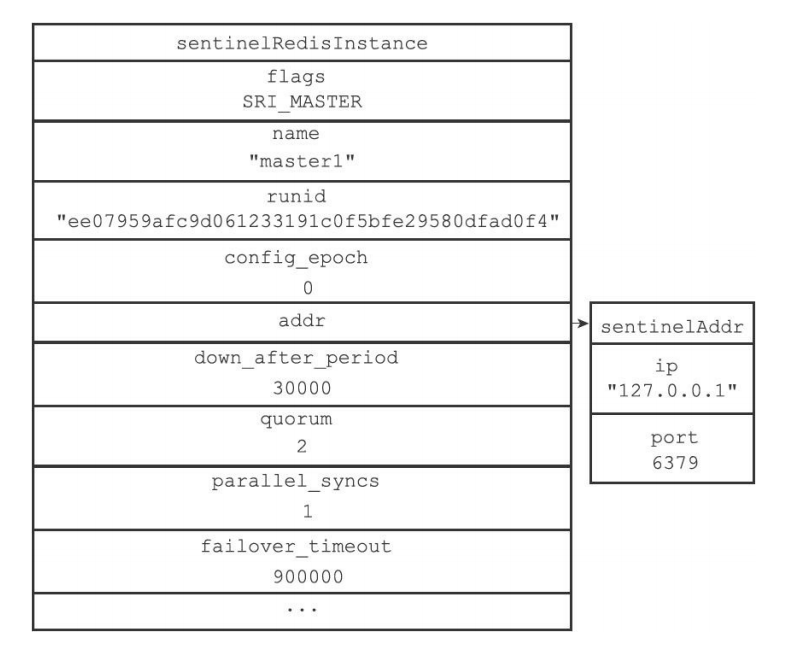 sentinelRedisInstance
flags
SRI_MASTER
name
"master1"
runid
"ee07959afc9d061233191c0f5bfe29580dfad0f4"
config_epoch
0
addr
down_after_period
30000
quorum
2
parallel_syncs
1
failover_timeout
900000
...
sentinelAddr
ip
"127.0.0.1"
port
6379